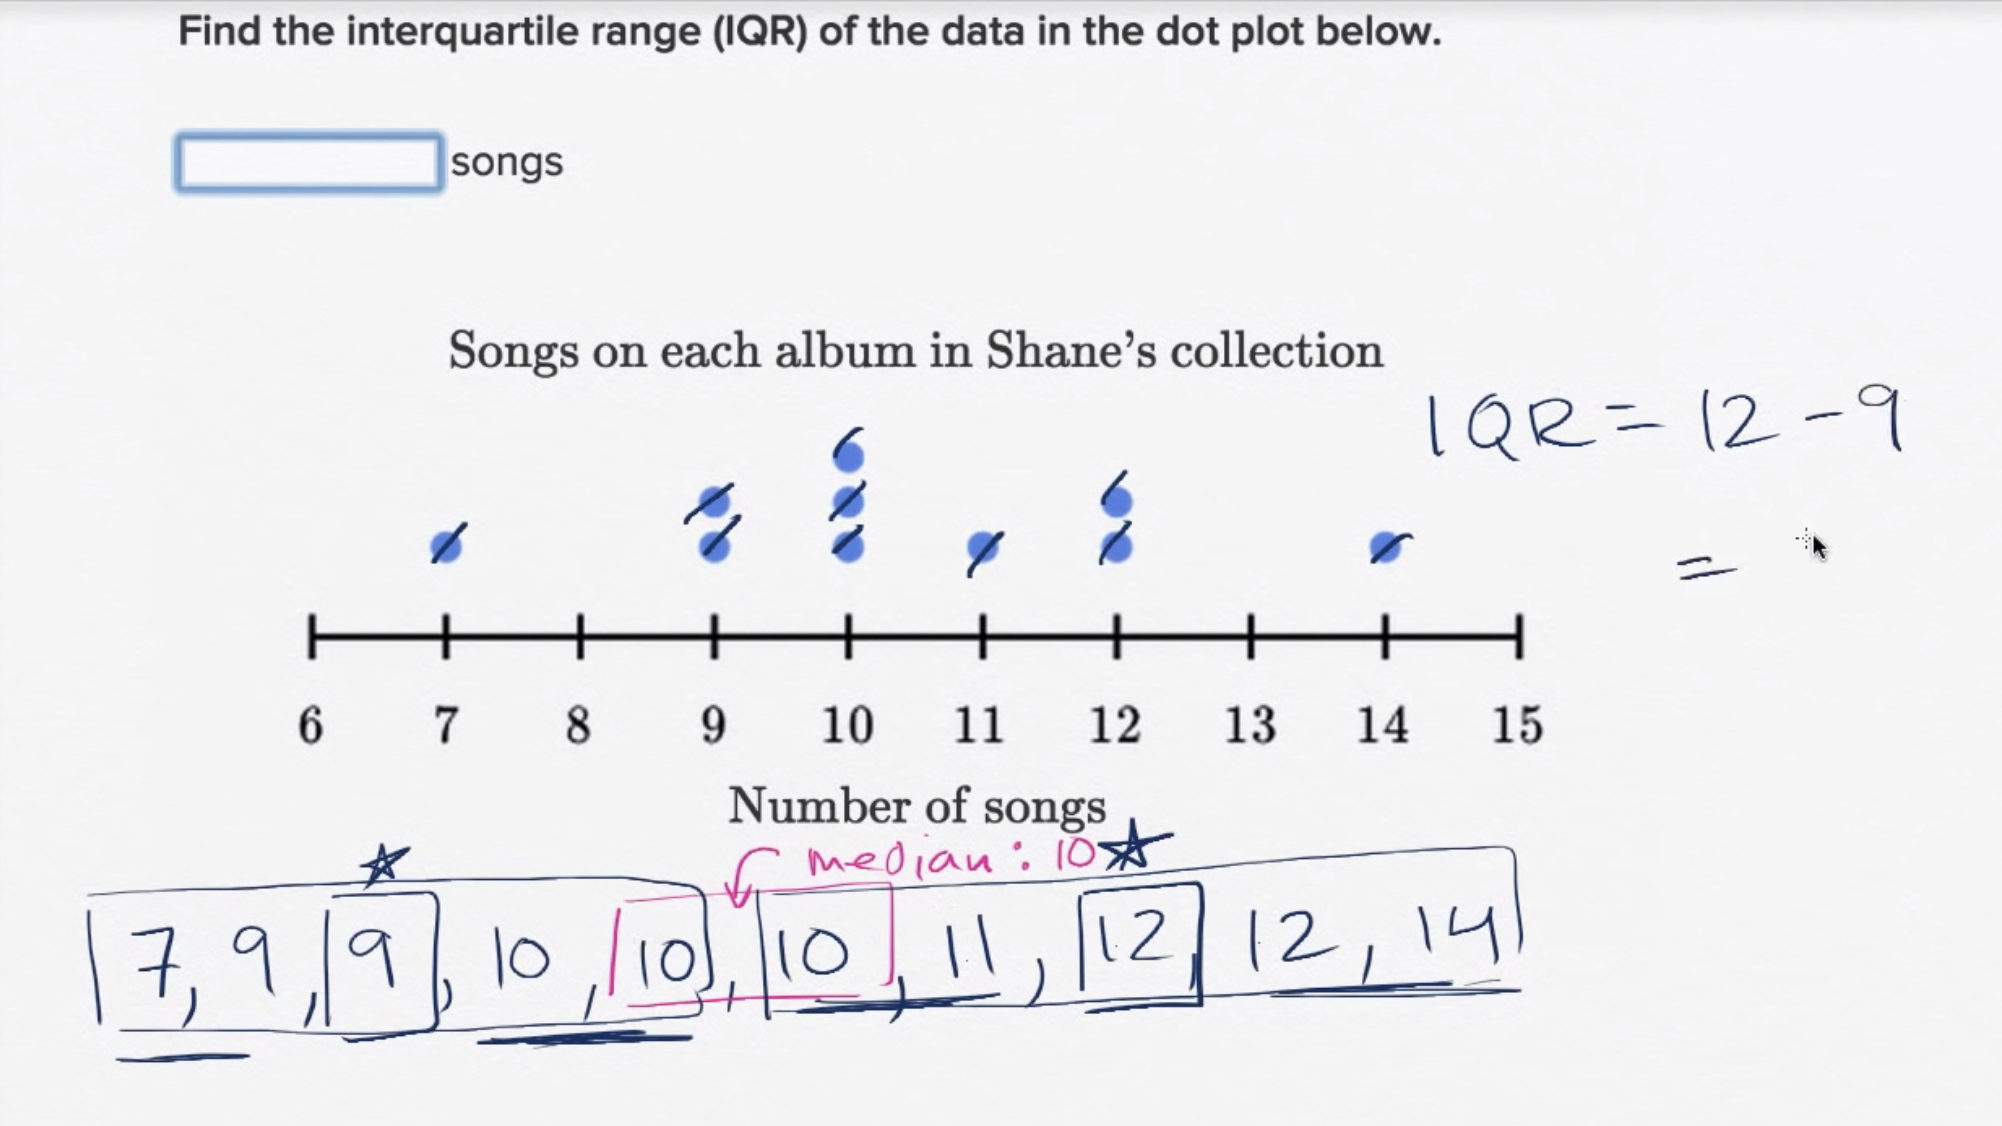 Find the interquartile range (IQR) of the data in the dot plot below.
songs
Songs on each album in Shane's collection
IQR = 12 - 9
=
6 7 8 9 10 11 12 13 14 15
Number of songs
median : 10
7, 9, 9, 10, 10, 10, 11, 12, 12, 14